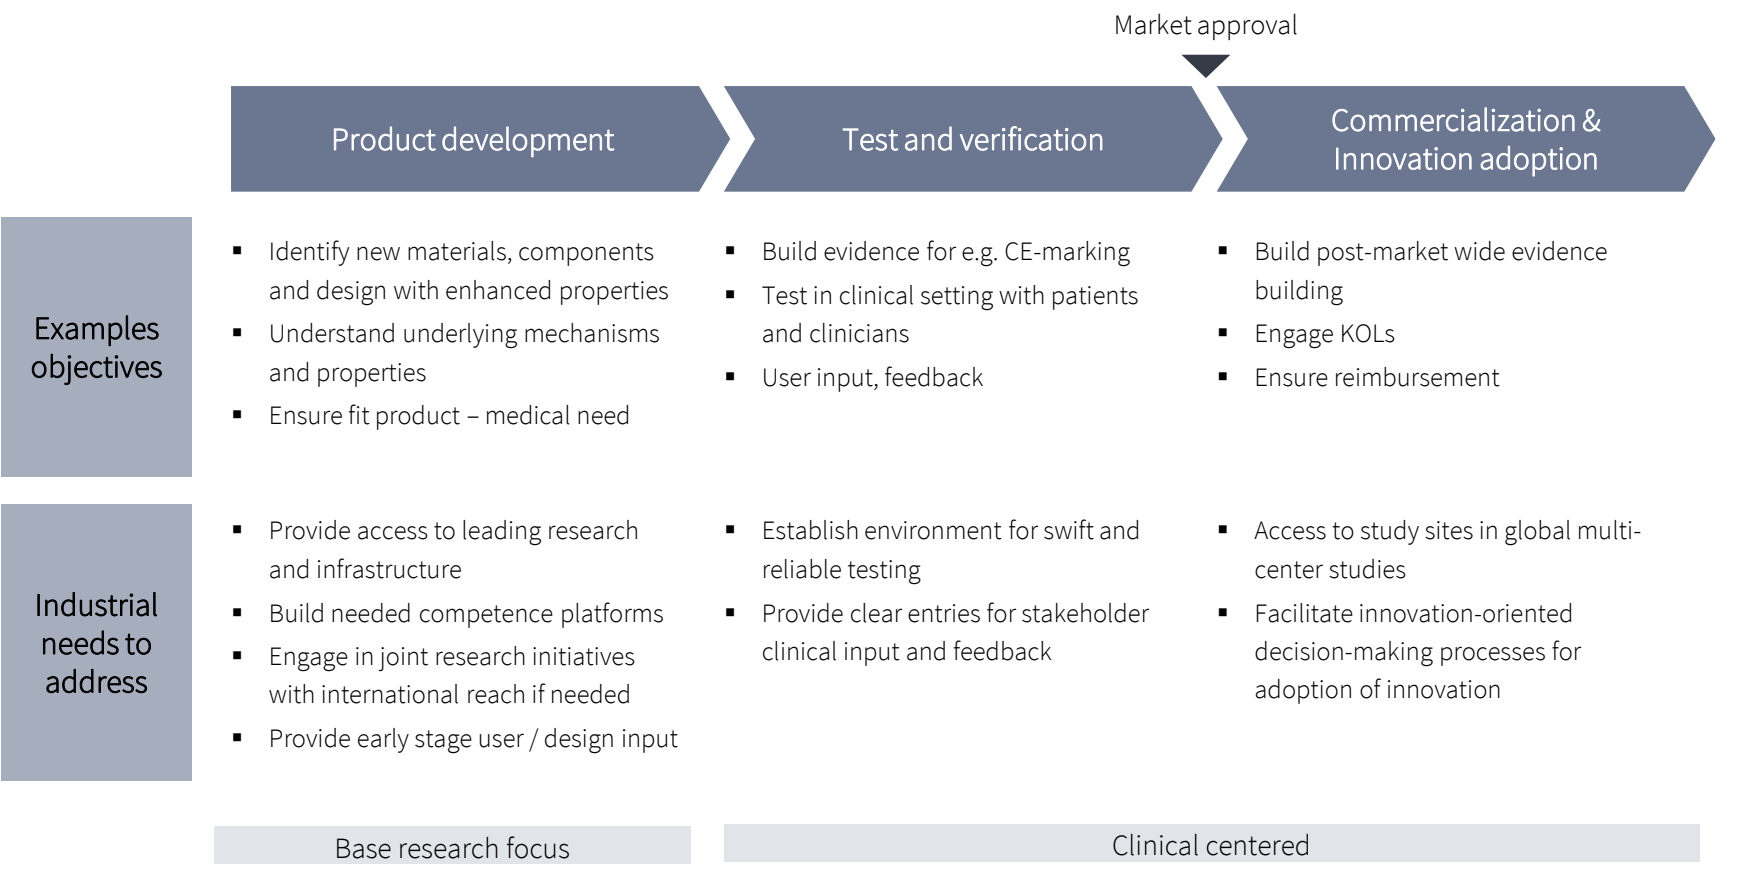 Market approval
Product development
Test and verification
Commercialization &
Innovation adoption
Examples
objectives
▪ Identify new materials, components
and design with enhanced properties
▪ Understand underlying mechanisms
and properties
▪ Ensure fit product – medical need
▪ Build evidence for e.g. CE-marking
▪ Test in clinical setting with patients
and clinicians
▪ User input, feedback
▪ Build post-market wide evidence
building
▪ Engage KOLs
▪ Ensure reimbursement
Industrial
needs to
address
▪ Provide access to leading research
and infrastructure
▪ Build needed competence platforms
▪ Engage in joint research initiatives
with international reach if needed
▪ Provide early stage user / design input
▪ Establish environment for swift and
reliable testing
▪ Provide clear entries for stakeholder
clinical input and feedback
▪ Access to study sites in global multi-
center studies
▪ Facilitate innovation-oriented
decision-making processes for
adoption of innovation
Base research focus
Clinical centered